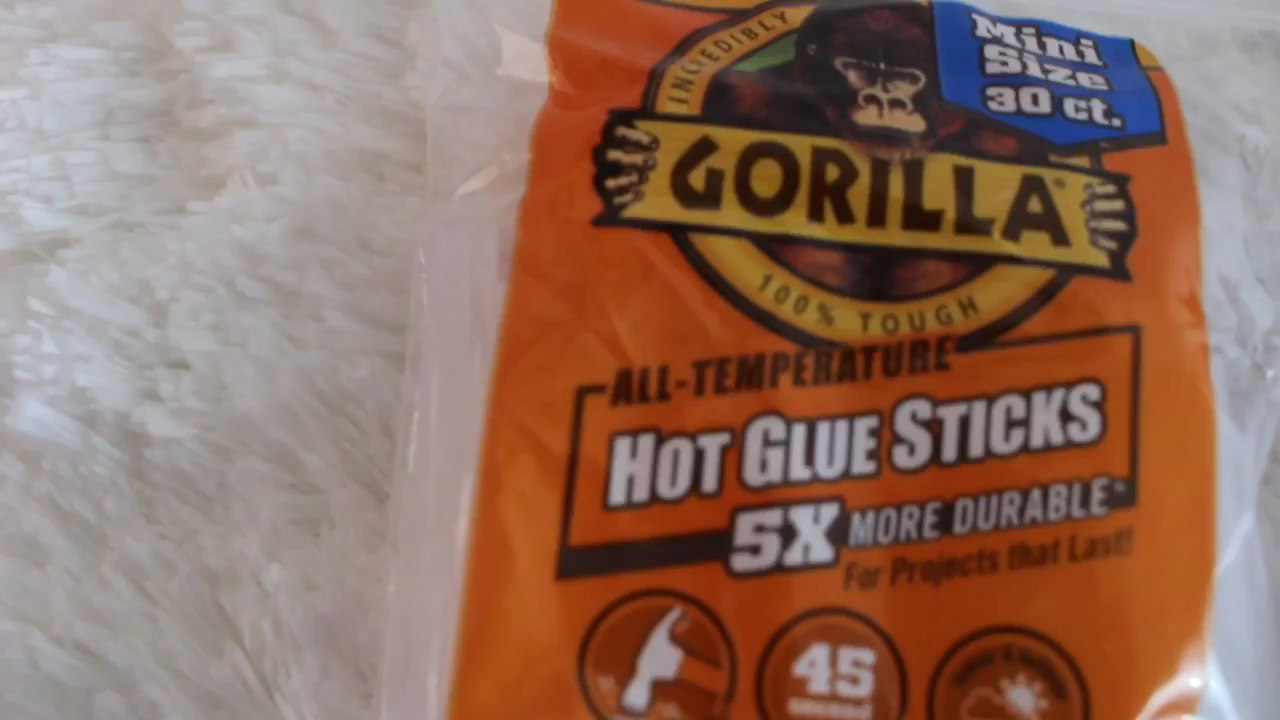 Mini
Size
30 ct.
INCREDIBLY
GORILLA®
100% TOUGH
ALL-TEMPERATURE
HOT GLUE STICKS
5X MORE DURABLE*
For Projects that Last!
45